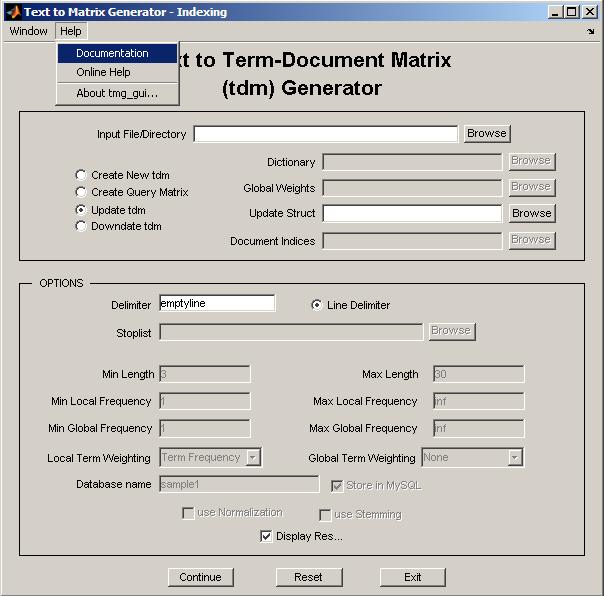 Text to Matrix Generator - Indexing
Window Help
Documentation
Online Help
About tmg_gui...
xt to Term-Document Matrix
(tdm) Generator
Input File/Directory Browse
Create New tdm
Create Query Matrix
Update tdm
Downdate tdm
Dictionary Browse
Global Weights Browse
Update Struct Browse
Document Indices Browse
OPTIONS
Delimiter emptyline Line Delimiter
Stoplist Browse
Min Length 3 Max Length 30
Min Local Frequency 1 Max Local Frequency inf
Min Global Frequency 1 Max Global Frequency inf
Local Term Weighting Term Frequency Global Term Weighting None
Database name sample1 Store in MySQL
use Normalization use Stemming
Display Res...
Continue Reset Exit